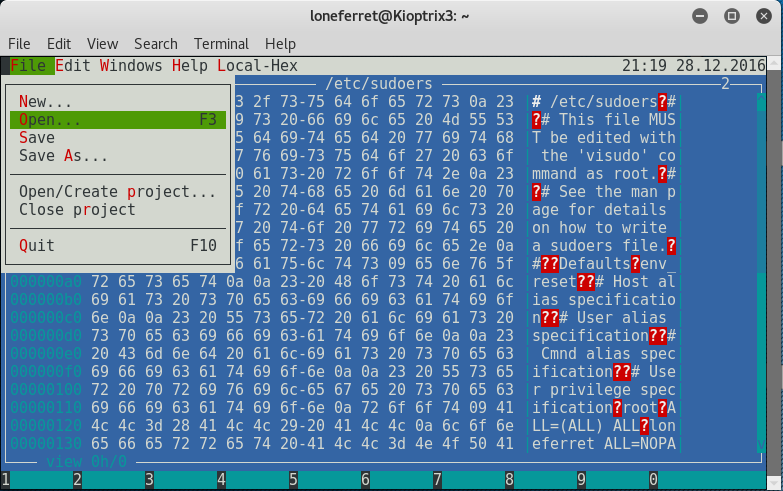 loneferret@Kioptrix3: ~
File Edit View Search Terminal Help
File Edit Windows Help Local-Hex 21:19 28.12.2016
/etc/sudoers 2
New... 3 2f 73-75 64 6f 65 72 73 0a 23 # /etc/sudoers?#
Open... F3 9 73 20-66 69 6c 65 20 4d 55 53 ?# This file MUS
Save 65 64 69-74 64 64 20 77 69 74 68 T be edited with
Save As... 77 76 69-73 75 64 6f 27 20 63 6f the 'visudo' co
0 61 73-20 72 6f 6f 74 2e 0a 23 mmand as root.?#
Open/Create project... 65 20 74-68 65 20 6d 61 6e 20 70 ?# See the man p
Close project f 72 20-64 65 74 61 69 6c 73 20 age for details
20 74-6f 20 77 72 69 74 65 20 on how to write
Quit F10 f 65 72-73 20 66 69 6c 65 2e 0a a sudoers file.?
6 61 75-6c 74 73 09 65 6e 76 5f #??Defaults?env_
000000a0 72 65 73 65 74 0a 0a 23-20 48 6f 73 74 20 61 6c reset??# Host al
000000b0 69 61 73 20 73 70 65 63-69 66 69 63 61 74 69 6f ias specificatio
000000c0 6e 0a 0a 23 20 55 73 65-72 20 61 6c 69 61 73 20 n??# User alias
000000d0 73 70 65 63 69 66 69 63-61 74 69 6f 6e 0a 0a 23 specification??#
000000e0 20 43 6d 6e 64 20 61 6c-69 61 73 20 73 70 65 63 Cmnd alias spec
000000f0 69 66 69 63 61 74 69 6f-6e 0a 0a 23 20 55 73 65 ification??# Use
00000100 72 20 70 72 69 76 69 6c-65 67 65 20 73 70 65 63 r privilege spec
00000110 69 66 69 63 61 74 69 6f-6e 0a 72 6f 6f 74 09 41 ification?root?A
00000120 4c 4c 3d 28 41 4c 4c 29-20 41 4c 4c 0a 6c 6f 6e LL=(ALL) ALL?lon
00000130 65 66 65 72 72 65 74 20-41 4c 4c 3d 4e 4f 50 41 eferret ALL=NOPA
view 0h/0
1 2 3 4 5 6 7 8 9 0